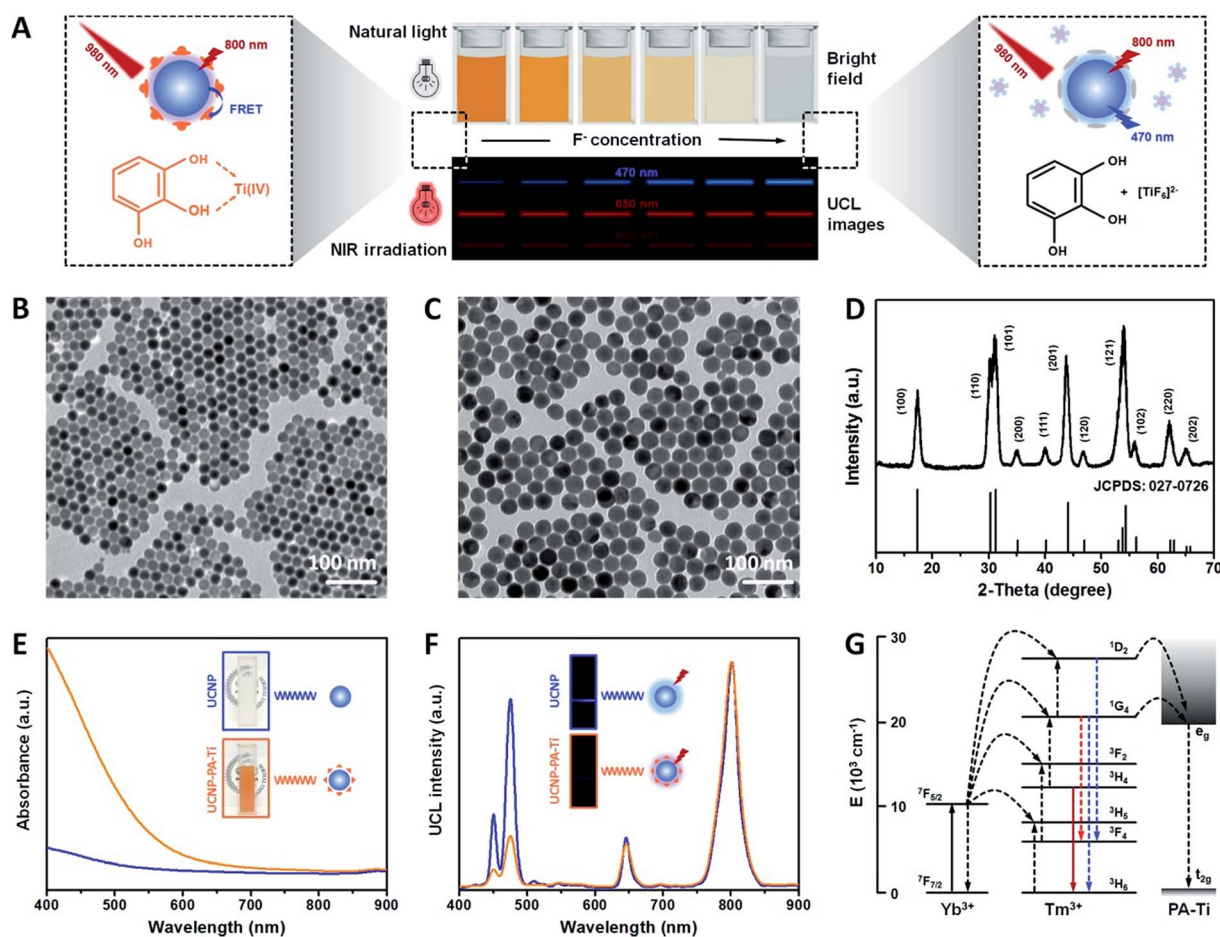 A
980 nm
800 nm
FRET
OH
OH
Ti(IV)
OH
Natural light
Bright
field
F⁻ concentration
470 nm
650 nm
800 nm
NIR irradiation
UCL
images
980 nm
800 nm
470 nm
OH
OH
+ [TiF₆]²⁻
OH
B
100 nm
C
100 nm
D
Intensity (a.u.)
(100)
(110)
(101)
(200)
(111)
(201)
(120)
(121)
(102)
(220)
(202)
JCPDS: 027-0726
10 20 30 40 50 60 70
2-Theta (degree)
E
Absorbance (a.u.)
UCNP
UCNP-PA-Ti
400 500 600 700 800 900
Wavelength (nm)
F
UCL intensity (a.u.)
UCNP
UCNP-PA-Ti
400 500 600 700 800 900
Wavelength (nm)
G
E (10³ cm⁻¹)
30
20
10
0
⁷F₅/₂
⁷F₇/₂
Yb³⁺
¹D₂
¹G₄
³F₂
³H₄
³H₅
³F₄
³H₆
Tm³⁺
e_g
t₂g
PA-Ti